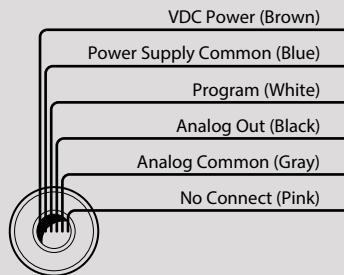 VDC Power (Brown)
Power Supply Common (Blue)
Program (White)
Analog Out (Black)
Analog Common (Gray)
No Connect (Pink)